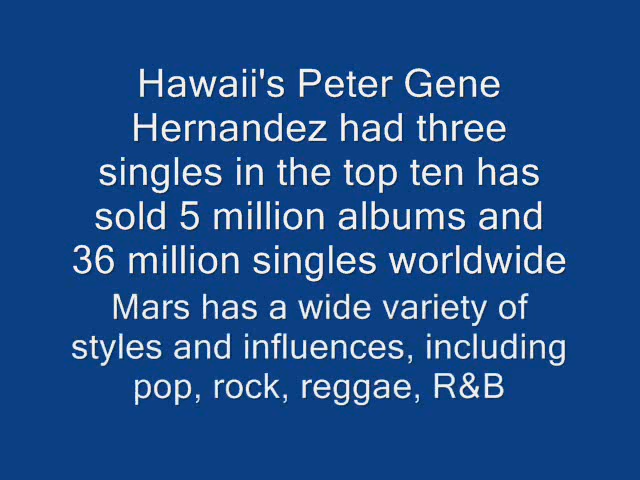 Hawaii's Peter Gene
Hernandez had three
singles in the top ten has
sold 5 million albums and
36 million singles worldwide
Mars has a wide variety of
styles and influences, including
pop, rock, reggae, R&B